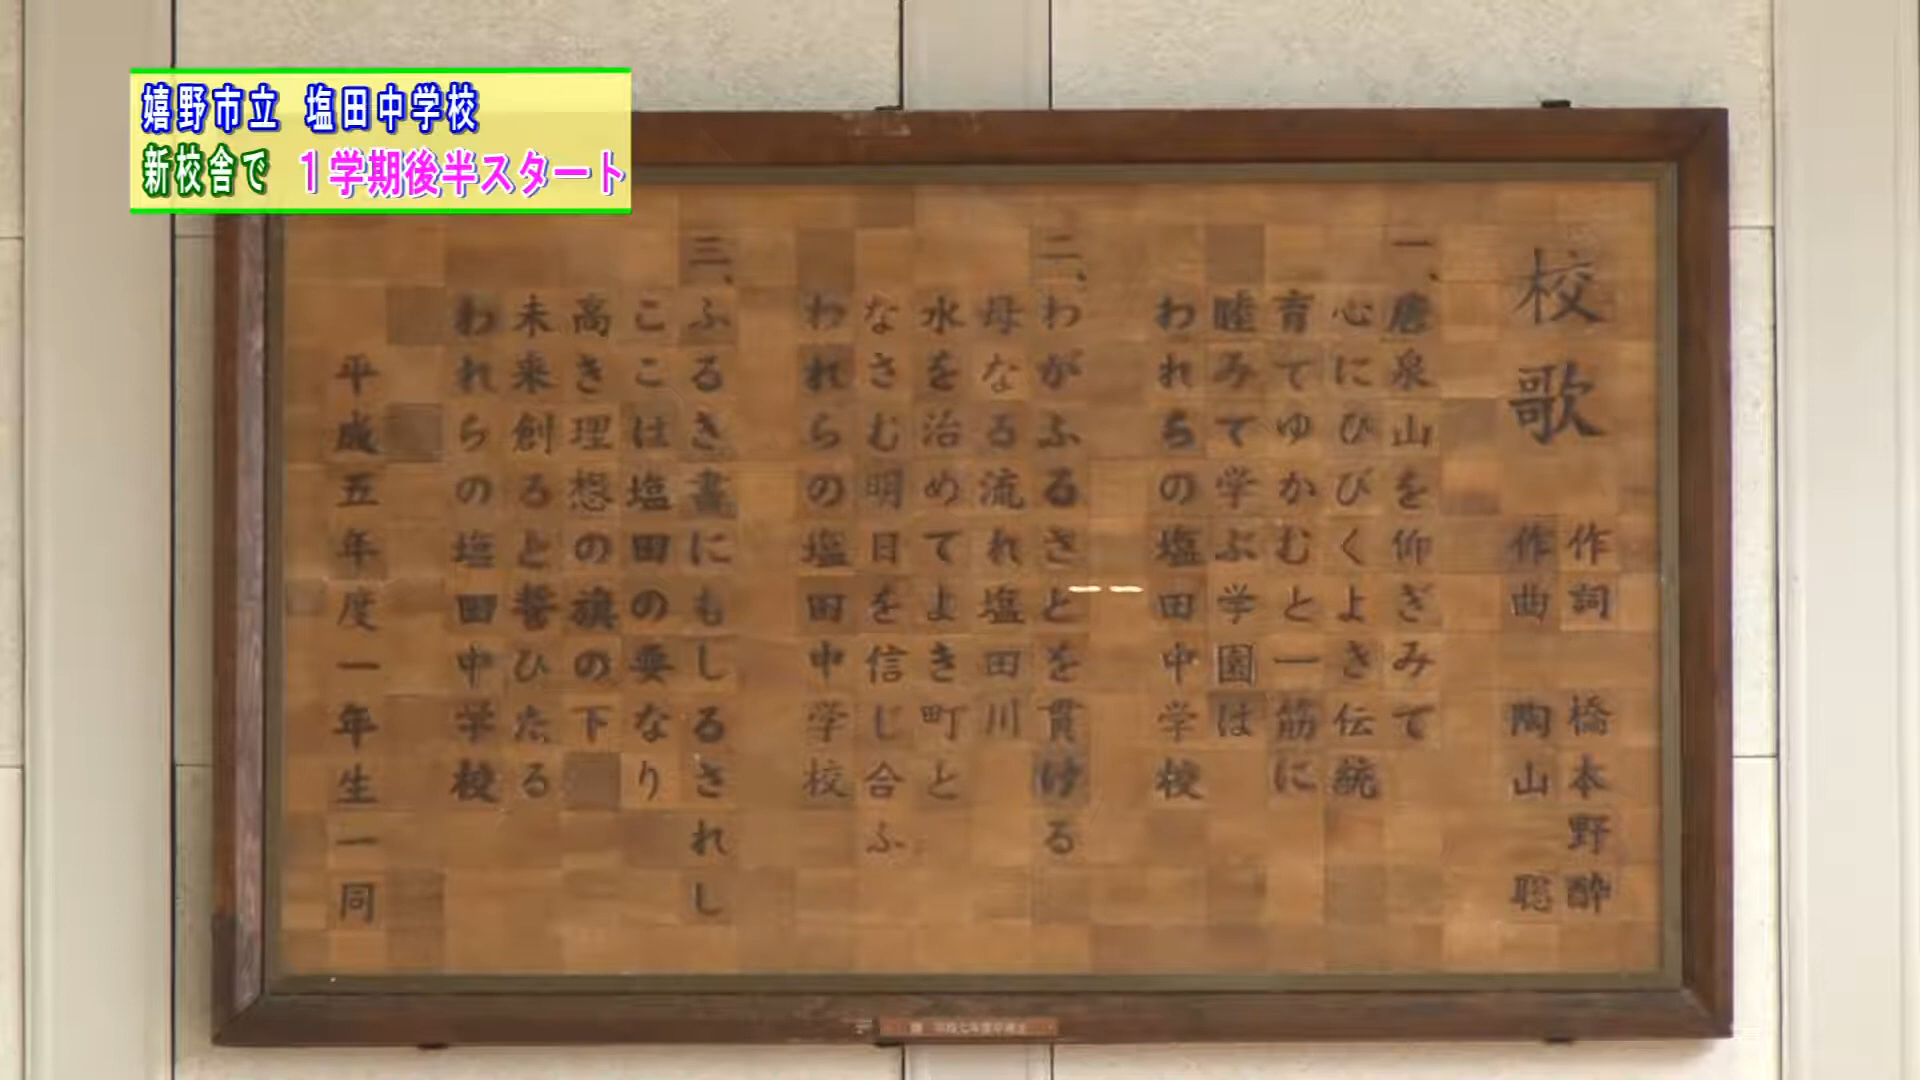 嬉野市立 塩田中学校
新校舎で １学期後半スタート
校歌
作詞 橋本野酔
作曲 陶山聡
一、唐泉山を仰ぎみて
心にひびくよき伝統
育てゆかむと一筋に
睦みて学ぶ学園は
われらの塩田中学校
二、わがふるさとを貫ける
母なる流れ塩田川
水を治めてよき町と
なさむ明日を信じ合ふ
われらの塩田中学校
三、ふるき書にもしるされし
ここは塩田の要なり
高き理想の旗の下
未来創ると誓ひたる
われらの塩田中学校
平成五年度一年生一同